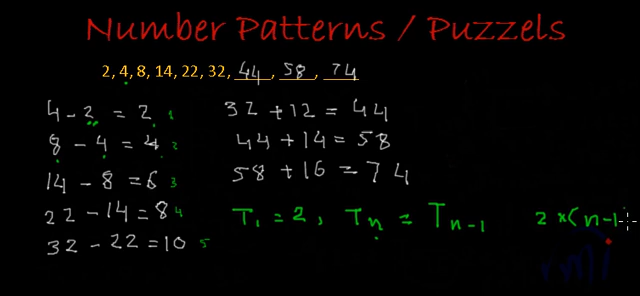 Number Patterns / Puzzels
2, 4, 8, 14, 22, 32, 44, 58, 74
4 - 2 = 2 1
8 - 4 = 4 2
14 - 8 = 6 3
22 - 14 = 8 4
32 - 22 = 10 5
32 + 12 = 44
44 + 14 = 58
58 + 16 = 74
T1 = 2, Tn = Tn-1 2 × (n-1